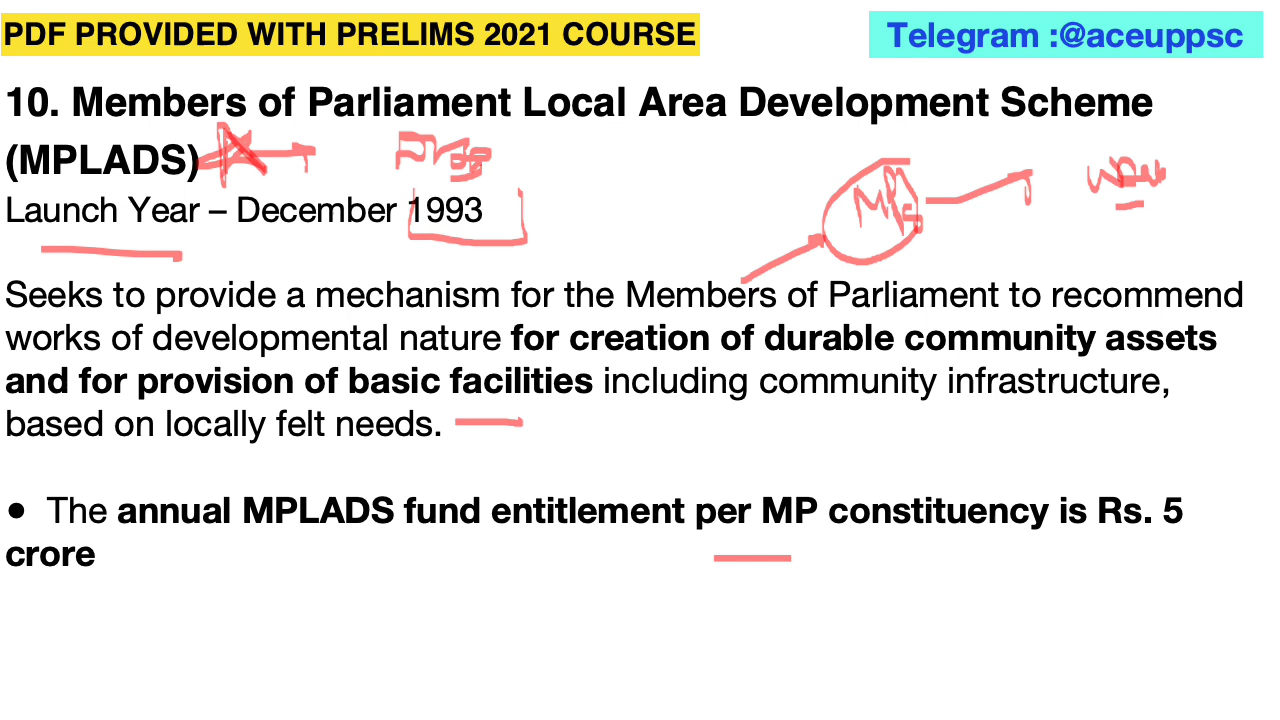 PDF PROVIDED WITH PRELIMS 2021 COURSE
Telegram :@aceuppsc
10. Members of Parliament Local Area Development Scheme
(MPLADS)
Launch Year – December 1993
Seeks to provide a mechanism for the Members of Parliament to recommend
works of developmental nature for creation of durable community assets
and for provision of basic facilities including community infrastructure,
based on locally felt needs.
● The annual MPLADS fund entitlement per MP constituency is Rs. 5
crore